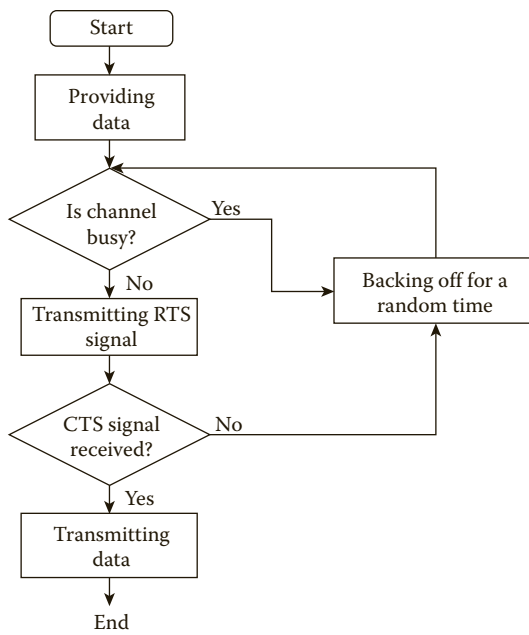 Start
Providing
data
Is channel
busy?
Yes
No
Backing off for a
random time
Transmitting RTS
signal
CTS signal
received?
No
Yes
Transmitting
data
End